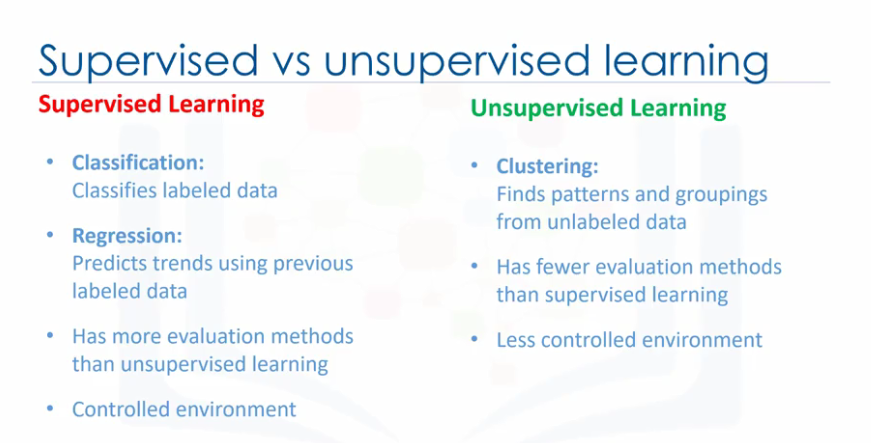 Supervised vs unsupervised learning
Supervised Learning
• Classification:
Classifies labeled data
• Regression:
Predicts trends using previous
labeled data
• Has more evaluation methods
than unsupervised learning
• Controlled environment
Unsupervised Learning
• Clustering:
Finds patterns and groupings
from unlabeled data
• Has fewer evaluation methods
than supervised learning
• Less controlled environment